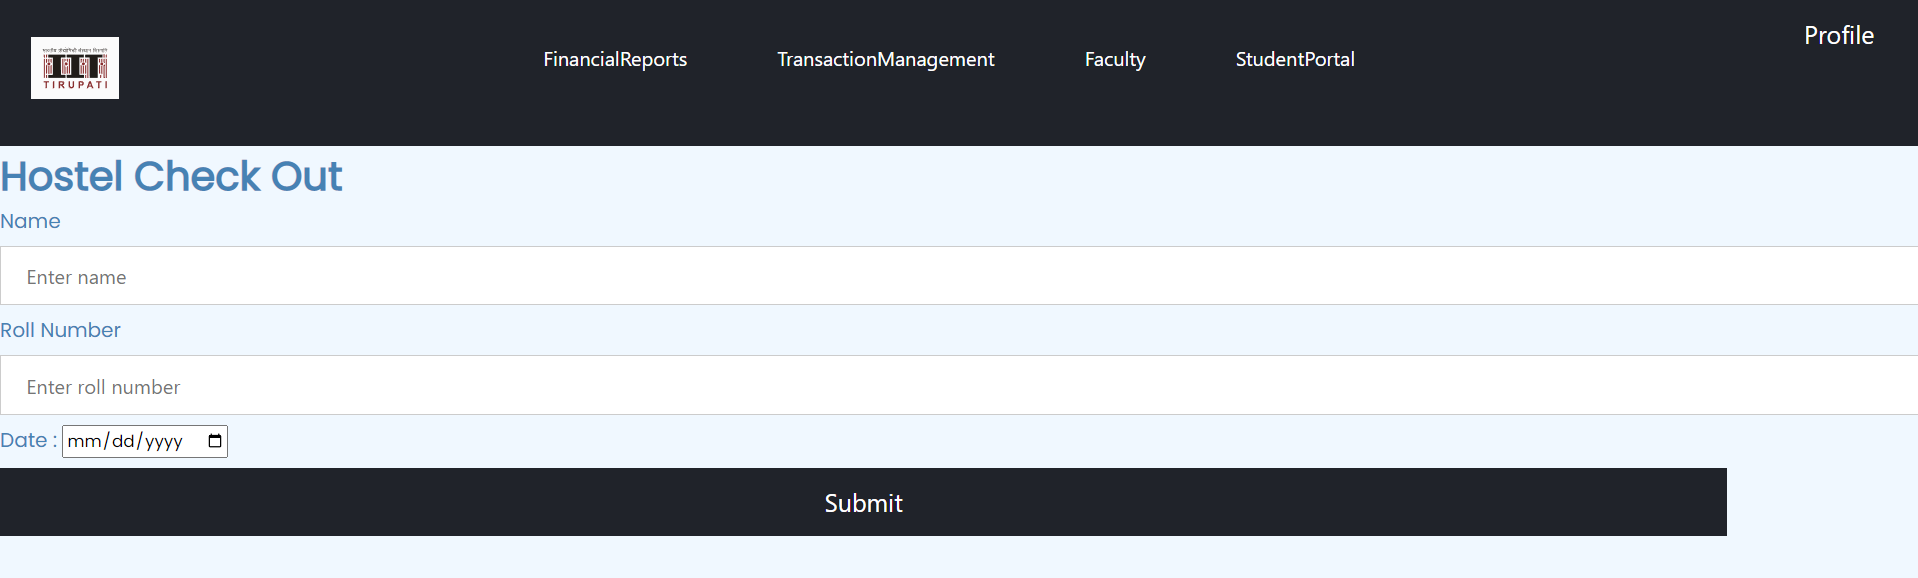 TIRUPATI
FinancialReports TransactionManagement Faculty StudentPortal
Profile
Hostel Check Out
Name
Enter name
Roll Number
Enter roll number
Date : mm/dd/yyyy
Submit